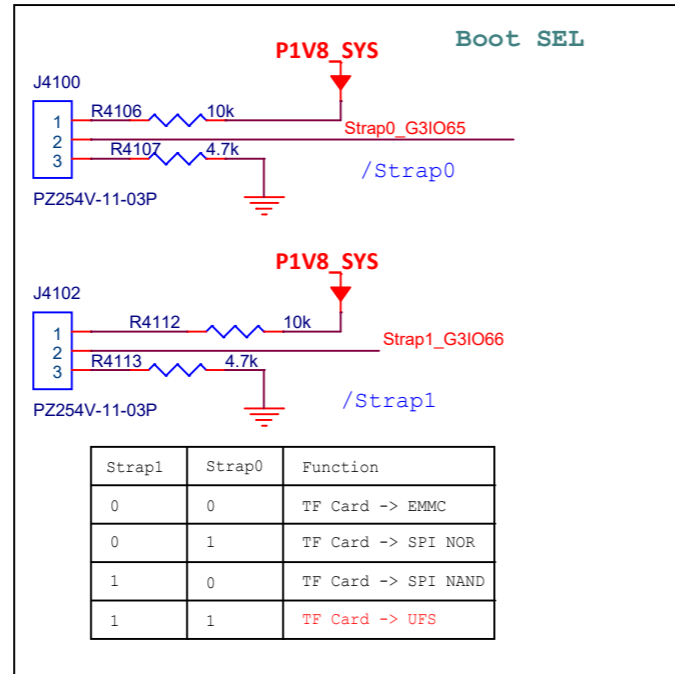 Boot SEL
P1V8_SYS
J4100
1
2
3
R4106
10k
Strap0_G3IO65
R4107
4.7k
/Strap0
PZ254V-11-03P
P1V8_SYS
J4102
1
2
3
R4112
10k
Strap1_G3IO66
R4113
4.7k
/Strap1
PZ254V-11-03P
Strap1 Strap0 Function
0 0 TF Card -> EMMC
0 1 TF Card -> SPI NOR
1 0 TF Card -> SPI NAND
1 1 TF Card -> UFS